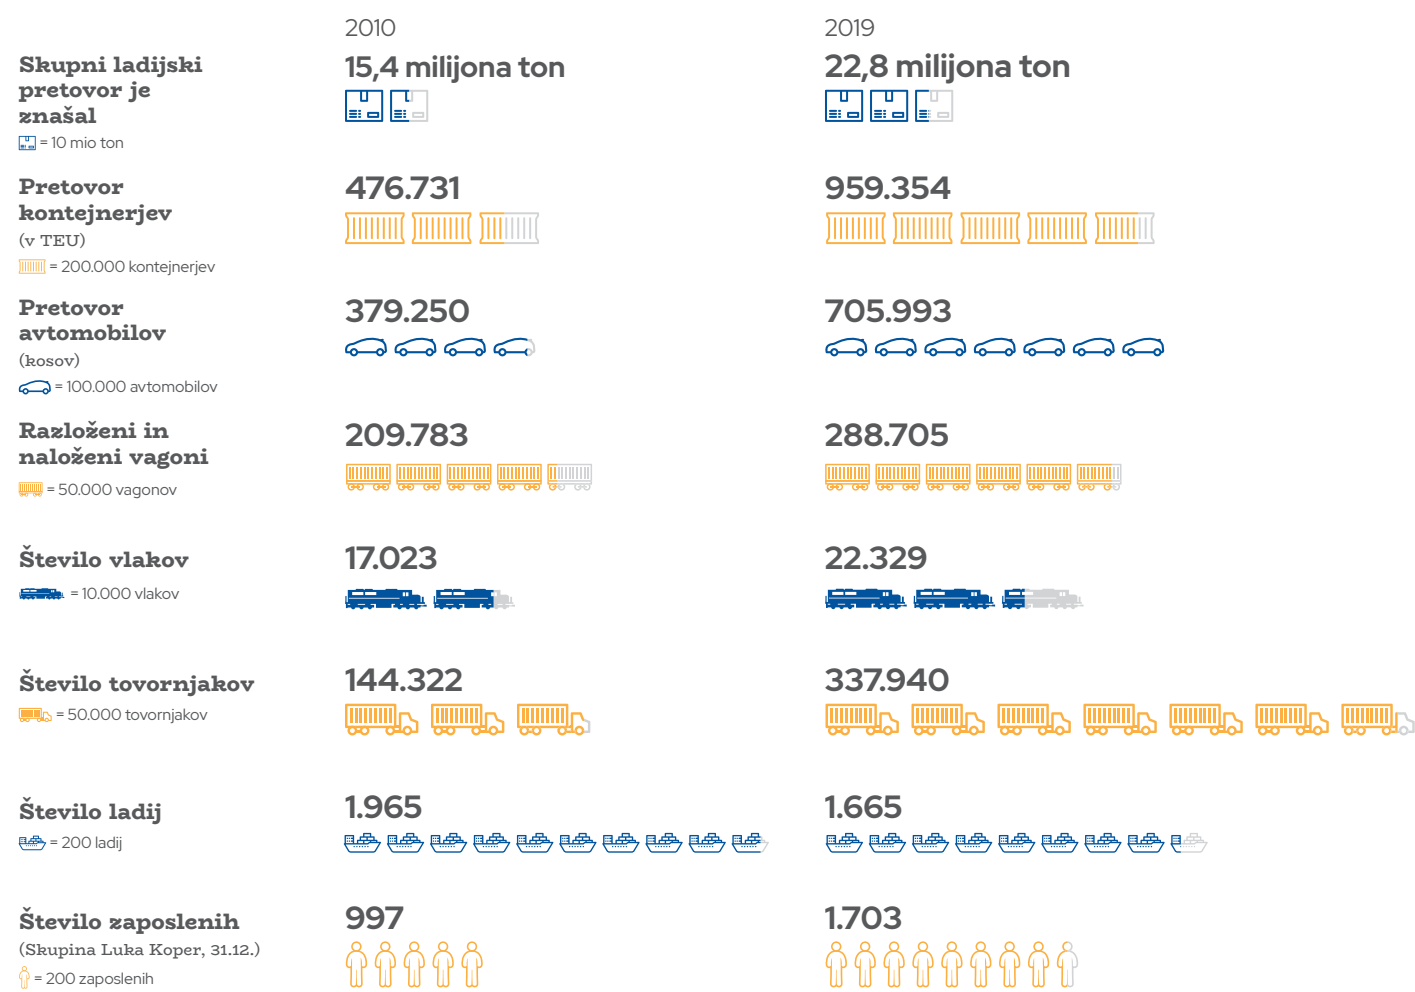 2010
2019
Skupni ladijski
pretovor je
znašal
= 10 mio ton
15,4 milijona ton
22,8 milijona ton
Pretovor
kontejnerjev
(v TEU)
= 200.000 kontejnerjev
476.731
959.354
Pretovor
avtomobilov
(kosov)
= 100.000 avtomobilov
379.250
705.993
Razloženi in
naloženi vagoni
= 50.000 vagonov
209.783
288.705
Število vlakov
= 10.000 vlakov
17.023
22.329
Število tovornjakov
= 50.000 tovornjakov
144.322
337.940
Število ladij
= 200 ladij
1.965
1.665
Število zaposlenih
(Skupina Luka Koper, 31.12.)
= 200 zaposlenih
997
1.703